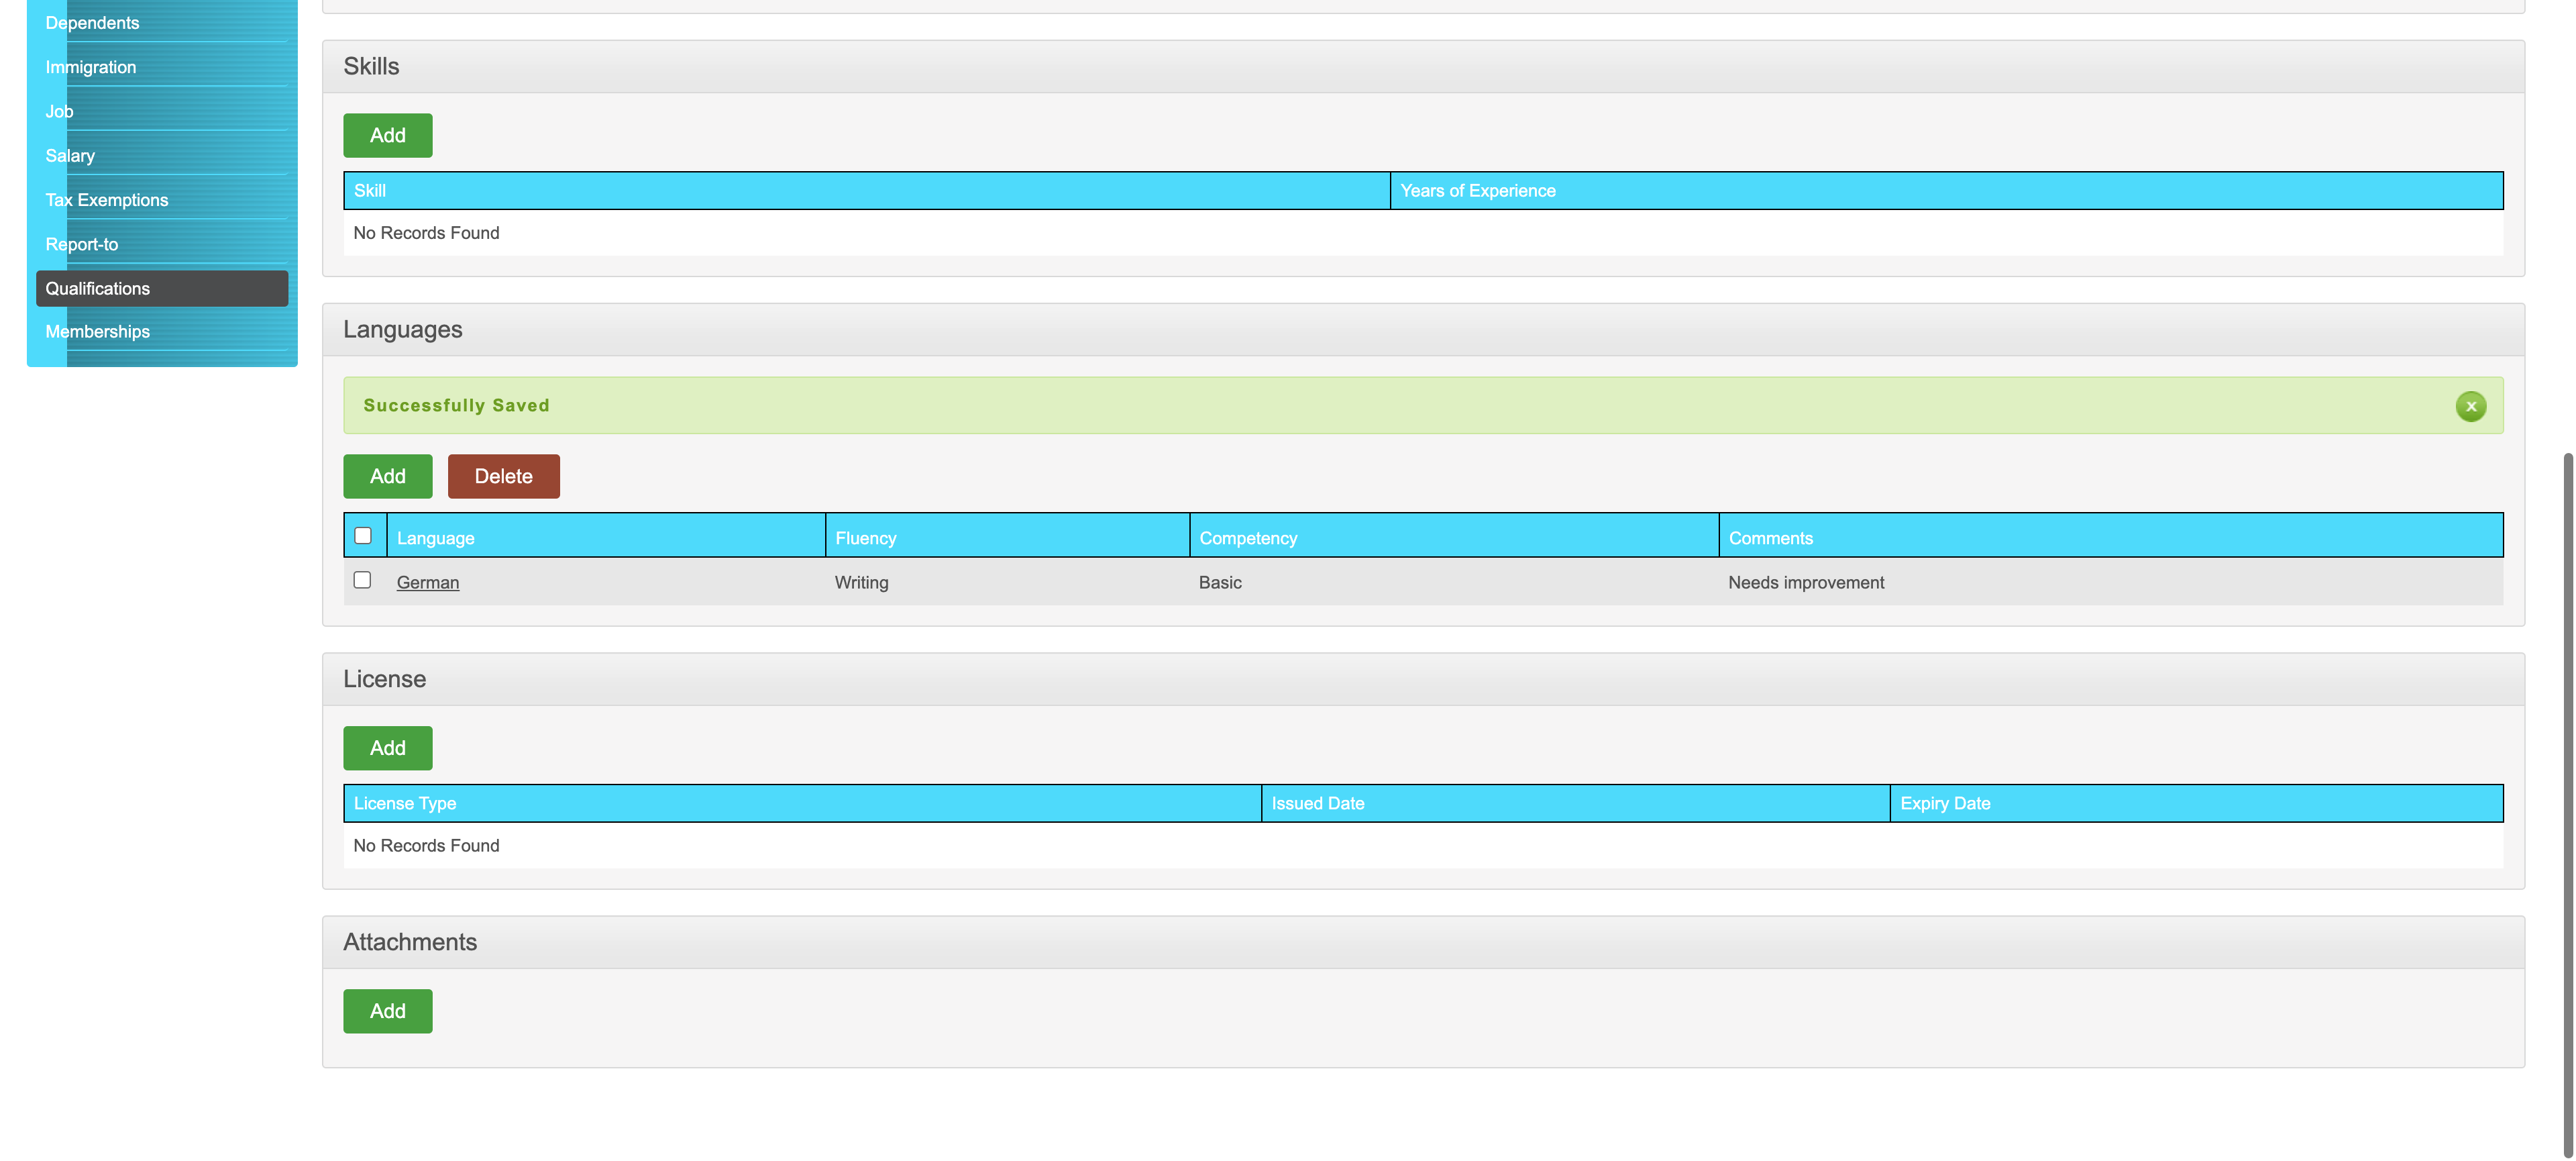 Dependents
Immigration
Job
Salary
Tax Exemptions
Report-to
Qualifications
Memberships
Skills
Add
Skill Years of Experience
No Records Found
Languages
Successfully Saved
x
Add Delete
Language Fluency Competency Comments
German Writing Basic Needs improvement
License
Add
License Type Issued Date Expiry Date
No Records Found
Attachments
Add